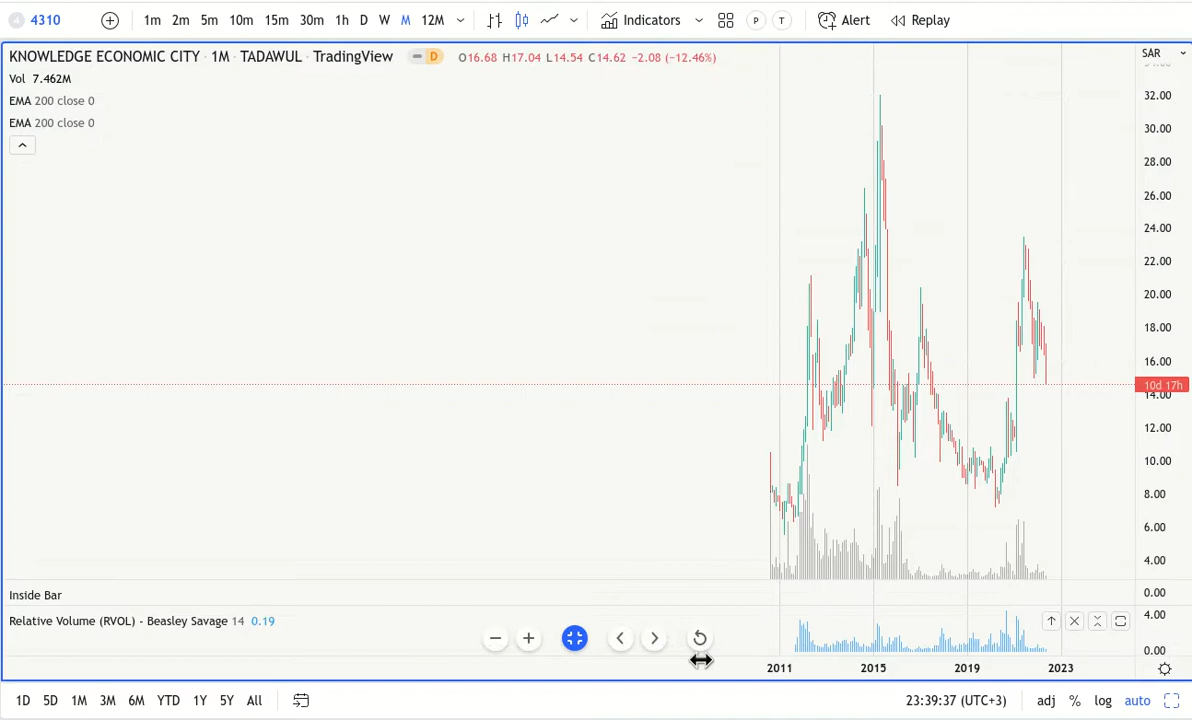 4 4310 1m 2m 5m 10m 15m 30m 1h D W M 12M Indicators P T Alert Replay
KNOWLEDGE ECONOMIC CITY · 1M · TADAWUL · TradingView D O16.68 H17.04 L14.54 C14.62 −2.08 (−12.46%) SAR
Vol 7.462M
EMA 200 close 0
EMA 200 close 0
34.00
32.00
30.00
28.00
26.00
24.00
22.00
20.00
18.00
16.00
10d 17h
14.00
12.00
10.00
8.00
6.00
4.00
0.00
Inside Bar
Relative Volume (RVOL) - Beasley Savage 14 0.19
4.00
0.00
2011 2015 2019 2023
1D 5D 1M 3M 6M YTD 1Y 5Y All 23:39:37 (UTC+3) adj % log auto